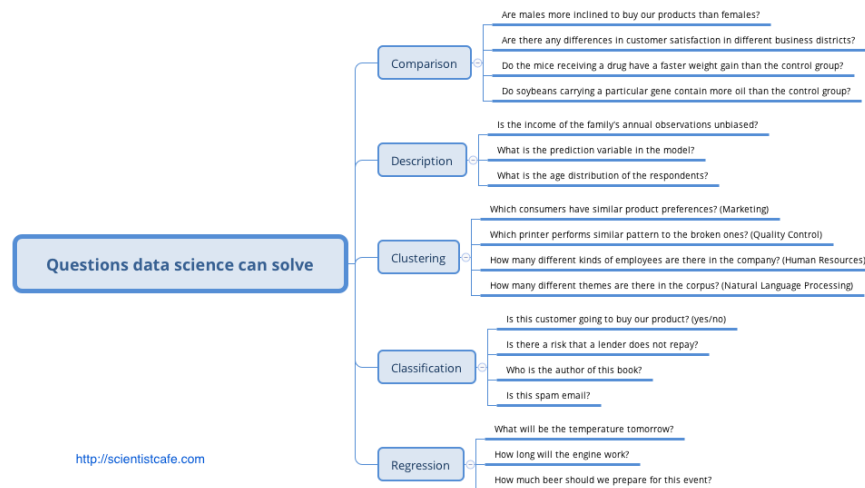 Questions data science can solve
Comparison
Are males more inclined to buy our products than females?
Are there any differences in customer satisfaction in different business districts?
Do the mice receiving a drug have a faster weight gain than the control group?
Do soybeans carrying a particular gene contain more oil than the control group?
Description
Is the income of the family's annual observations unbiased?
What is the prediction variable in the model?
What is the age distribution of the respondents?
Clustering
Which consumers have similar product preferences? (Marketing)
Which printer performs similar pattern to the broken ones? (Quality Control)
How many different kinds of employees are there in the company? (Human Resources)
How many different themes are there in the corpus? (Natural Language Processing)
Classification
Is this customer going to buy our product? (yes/no)
Is there a risk that a lender does not repay?
Who is the author of this book?
Is this spam email?
Regression
What will be the temperature tomorrow?
How long will the engine work?
How much beer should we prepare for this event?
http://scientistcafe.com